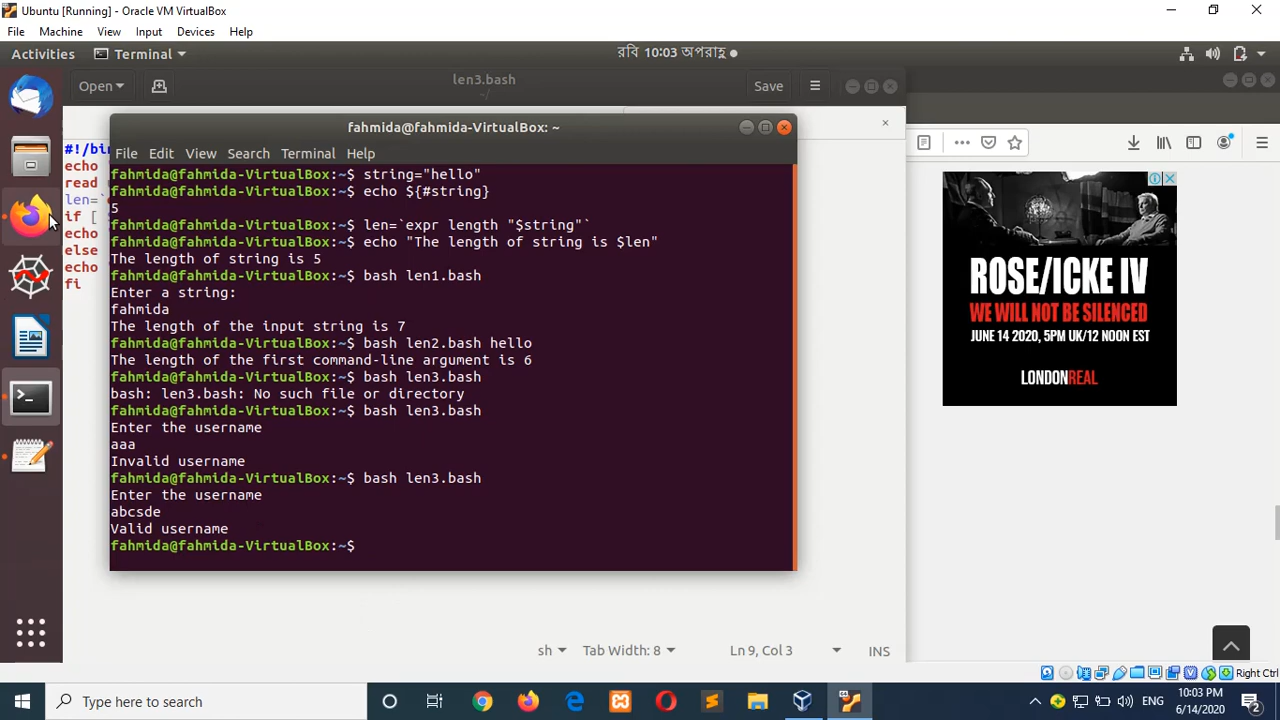 Ubuntu [Running] - Oracle VM VirtualBox
File Machine View Input Devices Help
Activities Terminal রবি 10:03 অপরাহ্ণ
Open len3.bash Save
~/
fahmida@fahmida-VirtualBox: ~
File Edit View Search Terminal Help
#!/bin
echo
read
len=`
if [
echo
else
echo
fi
fahmida@fahmida-VirtualBox:~$ string="hello"
fahmida@fahmida-VirtualBox:~$ echo ${#string}
5
fahmida@fahmida-VirtualBox:~$ len=`expr length "$string"`
fahmida@fahmida-VirtualBox:~$ echo "The length of string is $len"
The length of string is 5
fahmida@fahmida-VirtualBox:~$ bash len1.bash
Enter a string:
fahmida
The length of the input string is 7
fahmida@fahmida-VirtualBox:~$ bash len2.bash hello
The length of the first command-line argument is 6
fahmida@fahmida-VirtualBox:~$ bash len3.bash
bash: len3.bash: No such file or directory
fahmida@fahmida-VirtualBox:~$ bash len3.bash
Enter the username
aaa
Invalid username
fahmida@fahmida-VirtualBox:~$ bash len3.bash
Enter the username
abcsde
Valid username
fahmida@fahmida-VirtualBox:~$
ROSE/ICKE IV
WE WILL NOT BE SILENCED
JUNE 14 2020, 5PM UK/12 NOON EST
LONDONREAL
sh Tab Width: 8 Ln 9, Col 3 INS
Right Ctrl
Type here to search
ENG
10:03 PM
6/14/2020
2